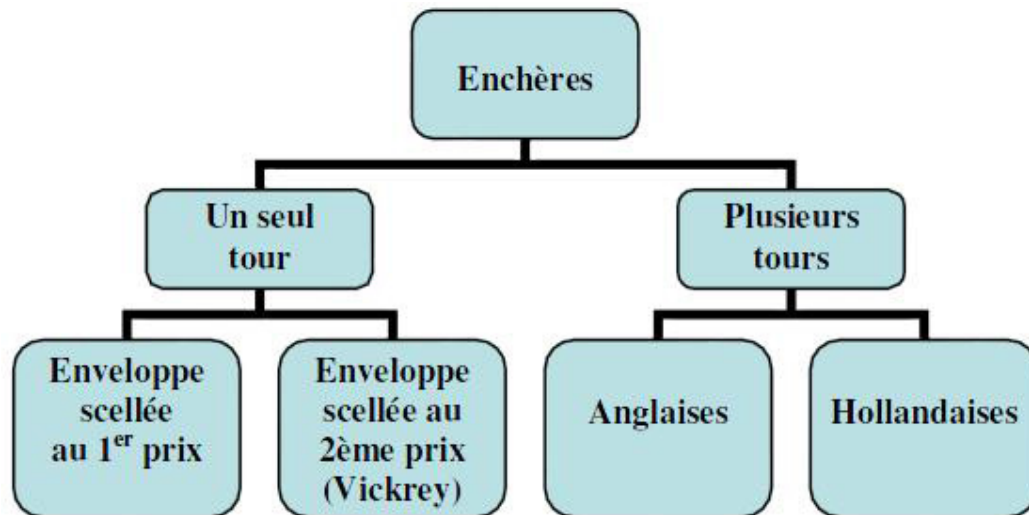 Enchères
Un seul
tour
Plusieurs
tours
Enveloppe
scellée
au 1er prix
Enveloppe
scellée au
2ème prix
(Vickrey)
Anglaises
Hollandaises